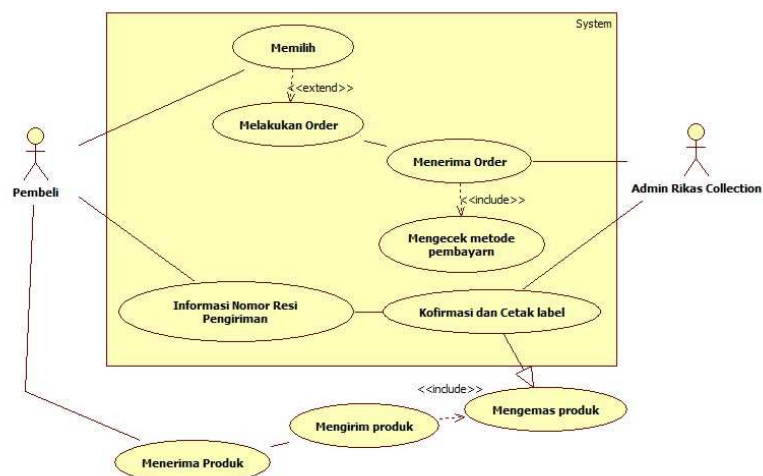 System
Memilih
<<extend>>
Melakukan Order
Menerima Order
Pembeli
Admin Rikas Collection
<<include>>
Mengecek metode
pembayarn
Informasi Nomor Resi
Pengiriman
Kofirmasi dan Cetak label
<<include>>
Mengemas produk
Mengirim produk
Menerima Produk